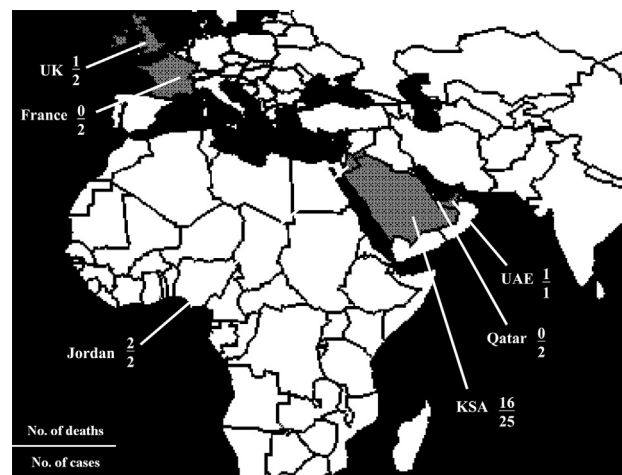 UK 1/2
France 0/2
UAE 1/1
Qatar 0/2
Jordan 2/2
KSA 16/25
No. of deaths
No. of cases